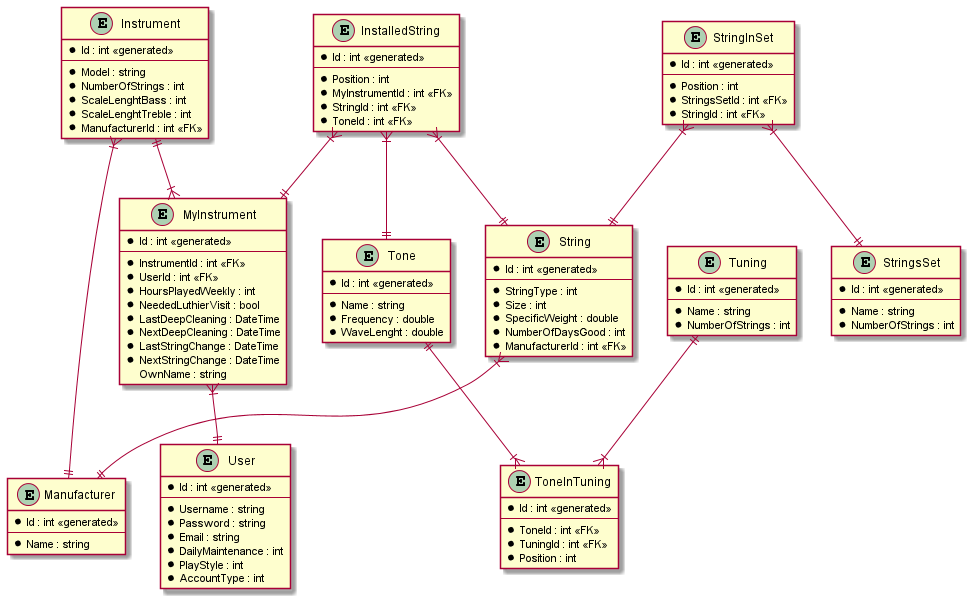 E Instrument
Id : int «generated»
Model : string
NumberOfStrings : int
ScaleLenghtBass : int
ScaleLenghtTreble : int
ManufacturerId : int «FK»
E InstalledString
Id : int «generated»
Position : int
MyInstrumentId : int «FK»
StringId : int «FK»
ToneId : int «FK»
E StringInSet
Id : int «generated»
Position : int
StringsSetId : int «FK»
StringId : int «FK»
E MyInstrument
Id : int «generated»
InstrumentId : int «FK»
UserId : int «FK»
HoursPlayedWeekly : int
NeededLuthierVisit : bool
LastDeepCleaning : DateTime
NextDeepCleaning : DateTime
LastStringChange : DateTime
NextStringChange : DateTime
OwnName : string
E Tone
Id : int «generated»
Name : string
Frequency : double
WaveLenght : double
E String
Id : int «generated»
StringType : int
Size : int
SpecificWeight : double
NumberOfDaysGood : int
ManufacturerId : int «FK»
E Tuning
Id : int «generated»
Name : string
NumberOfStrings : int
E StringsSet
Id : int «generated»
Name : string
NumberOfStrings : int
E Manufacturer
Id : int «generated»
Name : string
E User
Id : int «generated»
Username : string
Password : string
Email : string
DailyMaintenance : int
PlayStyle : int
AccountType : int
E ToneInTuning
Id : int «generated»
ToneId : int «FK»
TuningId : int «FK»
Position : int